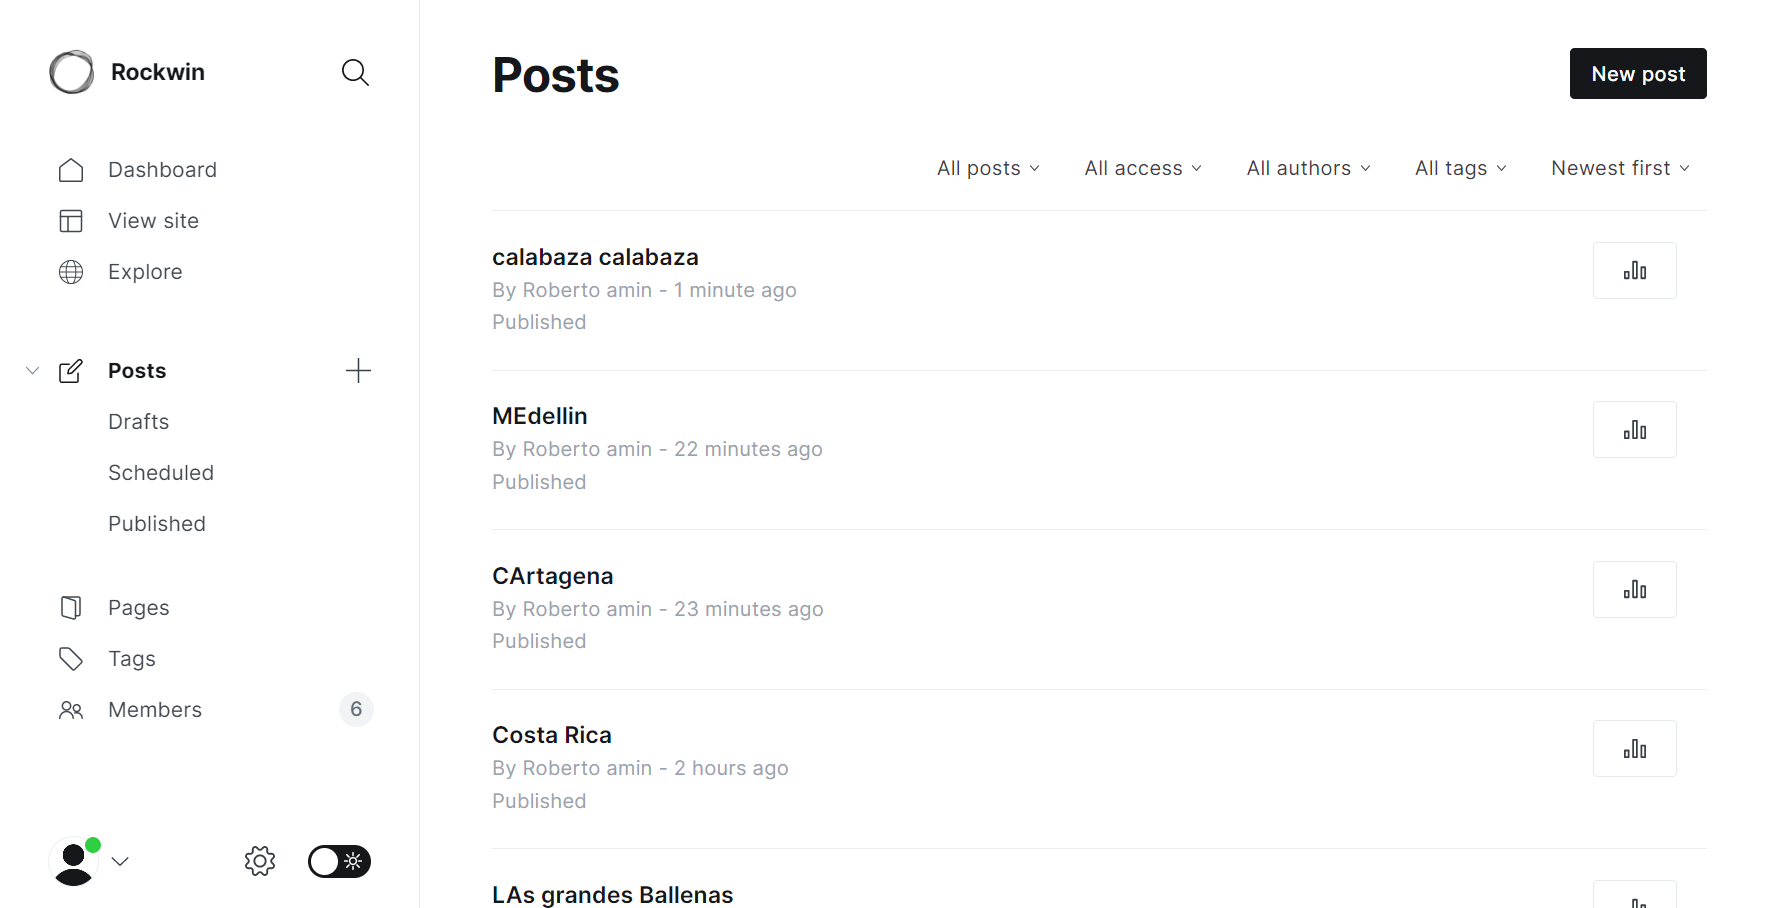 Rockwin
Dashboard
View site
Explore
Posts
Drafts
Scheduled
Published
Pages
Tags
Members 6
Posts
New post
All posts All access All authors All tags Newest first
calabaza calabaza
By Roberto amin - 1 minute ago
Published
MEdellin
By Roberto amin - 22 minutes ago
Published
CArtagena
By Roberto amin - 23 minutes ago
Published
Costa Rica
By Roberto amin - 2 hours ago
Published
LAs grandes Ballenas